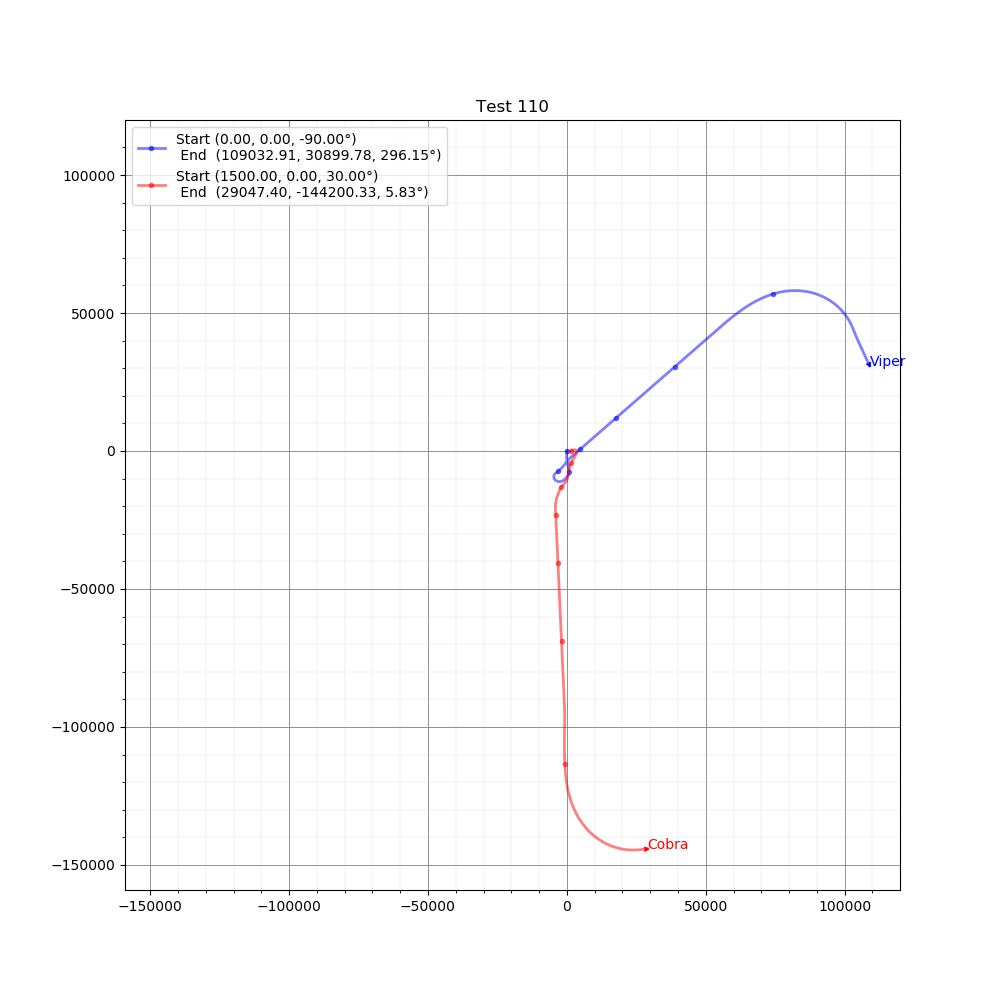 Test 110
Start (0.00, 0.00, -90.00°)
End (109032.91, 30899.78, 296.15°)
Start (1500.00, 0.00, 30.00°)
End (29047.40, -144200.33, 5.83°)
100000
50000
0
−50000
−100000
−150000
Viper
Cobra
−150000 −100000 −50000 0 50000 100000